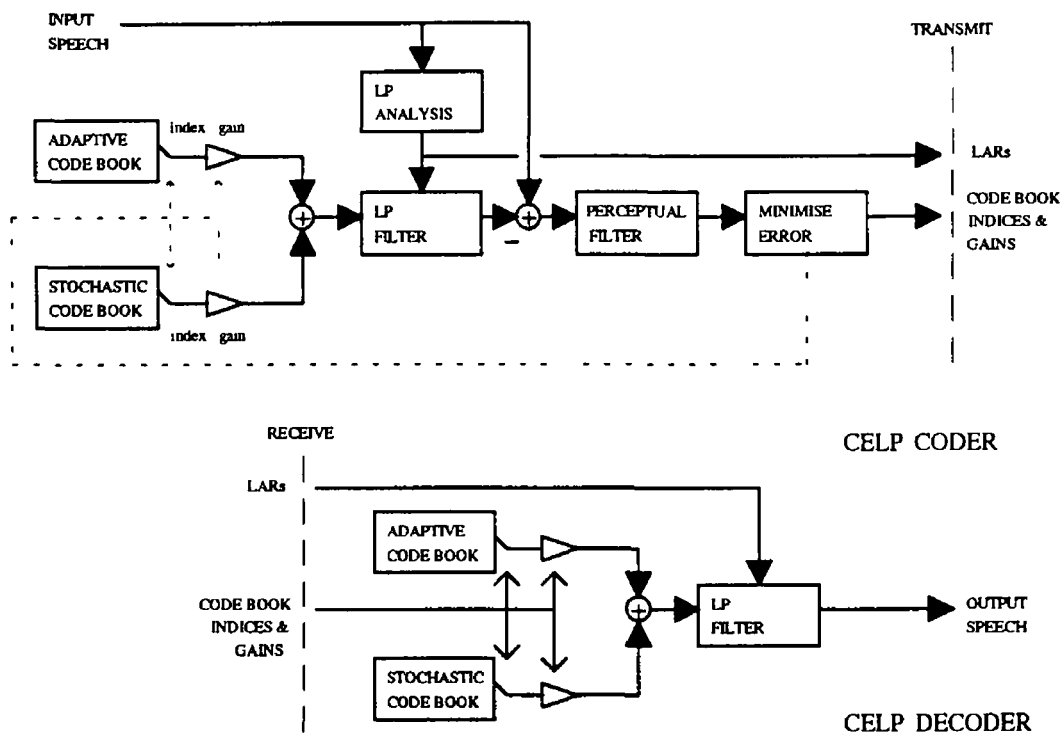 INPUT
SPEECH
TRANSMIT
LP
ANALYSIS
ADAPTIVE
CODE BOOK
index gain
LARs
LP
FILTER
PERCEPTUAL
FILTER
MINIMISE
ERROR
CODE BOOK
INDICES &
GAINS
STOCHASTIC
CODE BOOK
index gain
RECEIVE
CELP CODER
LARs
ADAPTIVE
CODE BOOK
CODE BOOK
INDICES &
GAINS
LP
FILTER
OUTPUT
SPEECH
STOCHASTIC
CODE BOOK
CELP DECODER